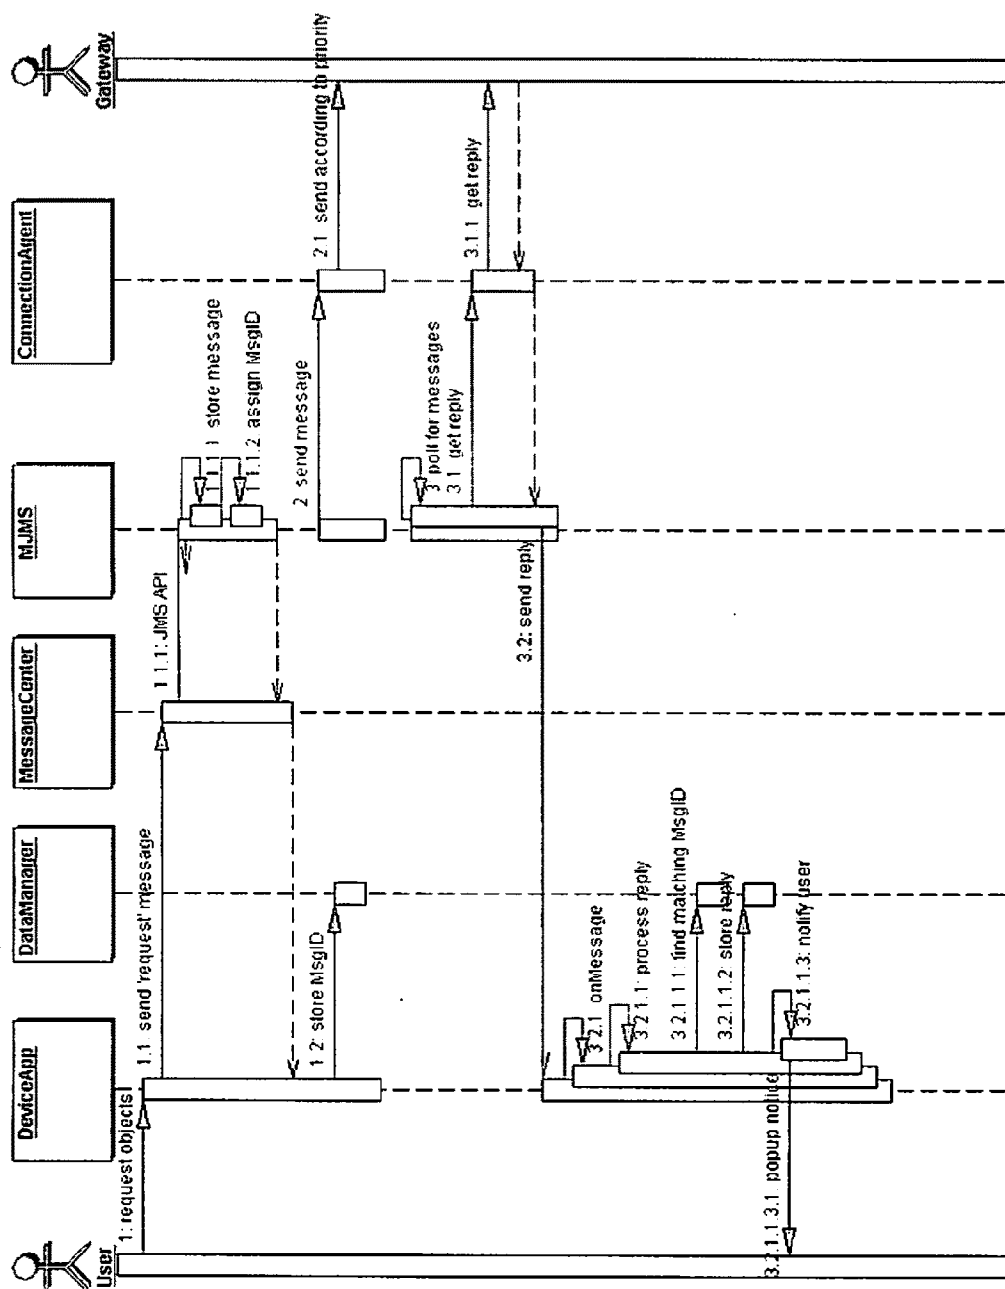 User
DeviceApp
DataManager
MessageCenter
MJMS
ConnectionAgent
Gateway
1: request objects
1.1: send 'request' message
1.1.1: JMS API
1.1.1.1 store message
1.1.1.2 assign MsgID
1.2: store MsgID
2 send message
2.1 send according to priority
3 poll for messages
3.1 get reply
3.1.1 get reply
3.2: send reply
3.2.1 onMessage
3.2.1.1: process reply
3.2.1.1.1: find matching MsgID
3.2.1.1.2: store reply
3.2.1.1.3: notify user
3.2.1.1.3.1: popup notice